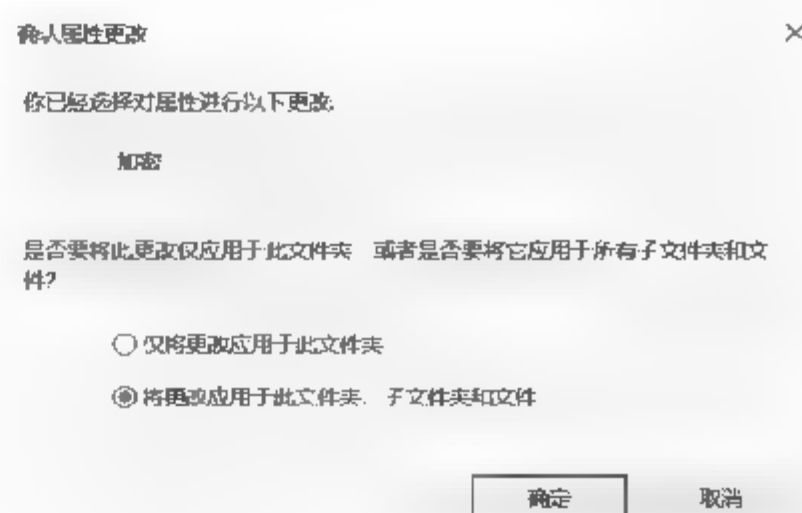 确认属性更改
你已经选择对属性进行以下更改:
加密
是否要将此更改仅应用于此文件夹，或者是否要将它应用于所有子文件夹和文
件?
仅将更改应用于此文件夹
将更改应用于此文件夹、子文件夹和文件
确定 取消